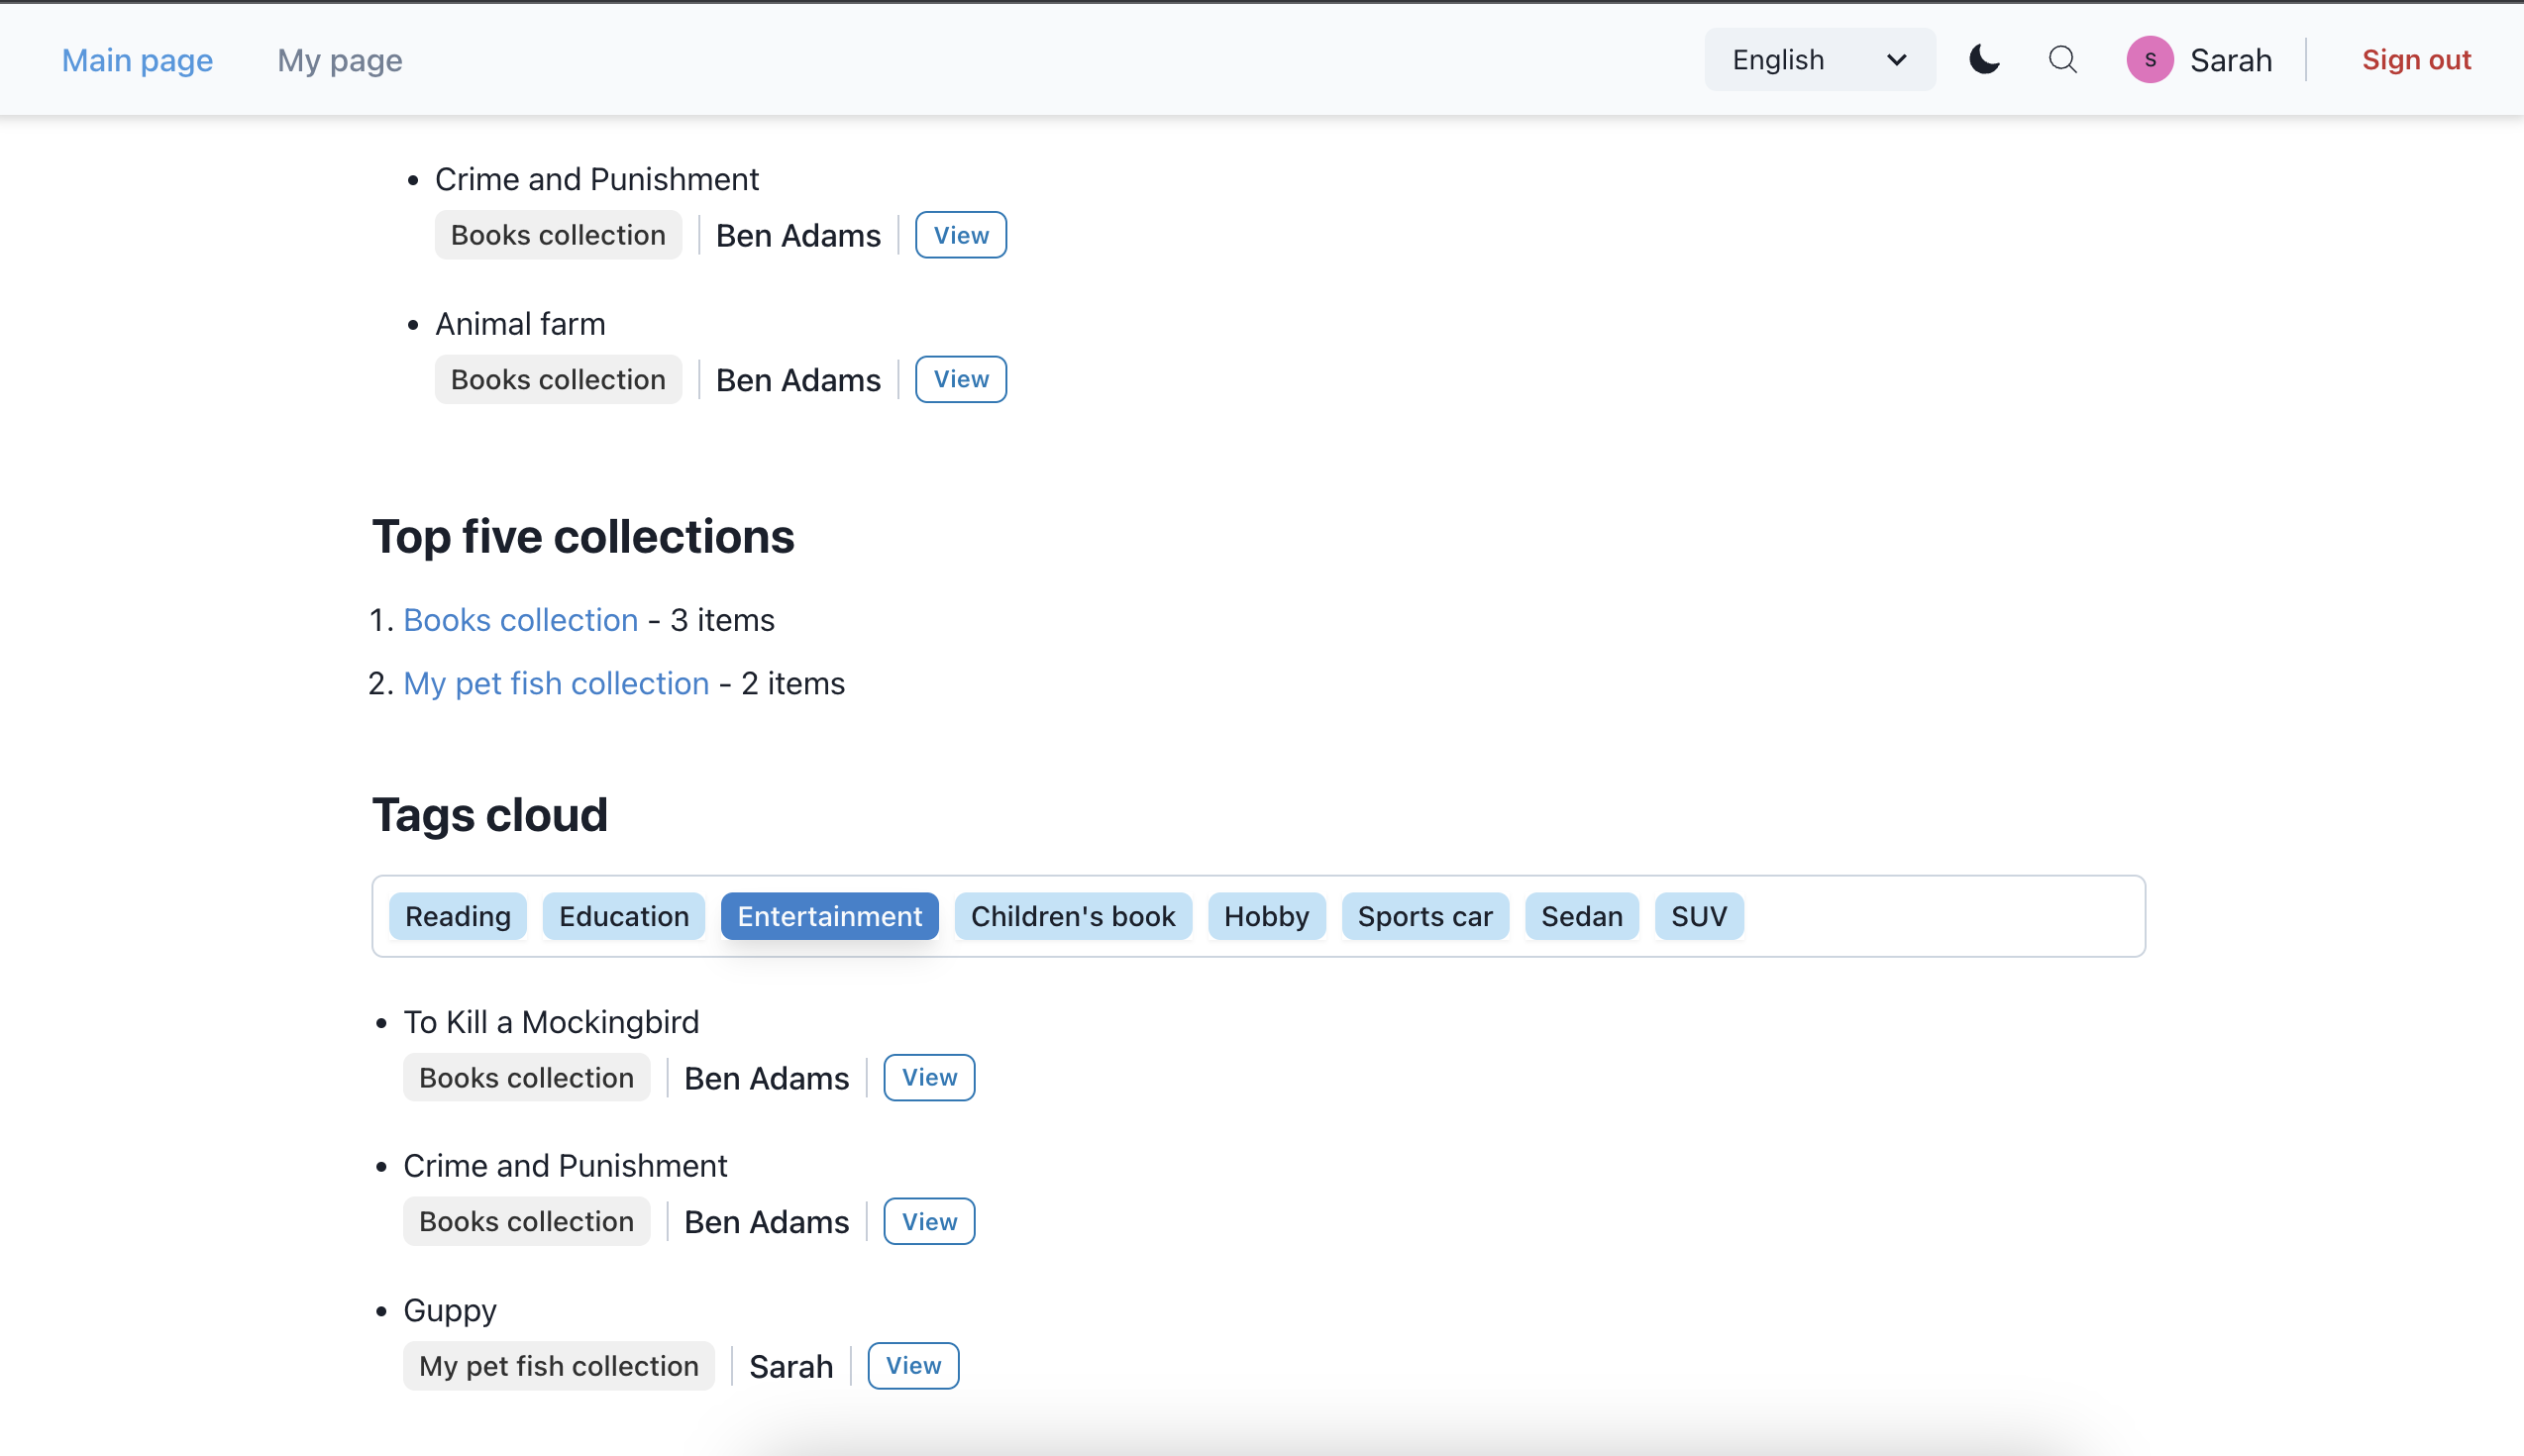 Main page My page English S Sarah Sign out
• Crime and Punishment
Books collection Ben Adams View
• Animal farm
Books collection Ben Adams View
Top five collections
1. Books collection - 3 items
2. My pet fish collection - 2 items
Tags cloud
Reading Education Entertainment Children's book Hobby Sports car Sedan SUV
• To Kill a Mockingbird
Books collection Ben Adams View
• Crime and Punishment
Books collection Ben Adams View
• Guppy
My pet fish collection Sarah View